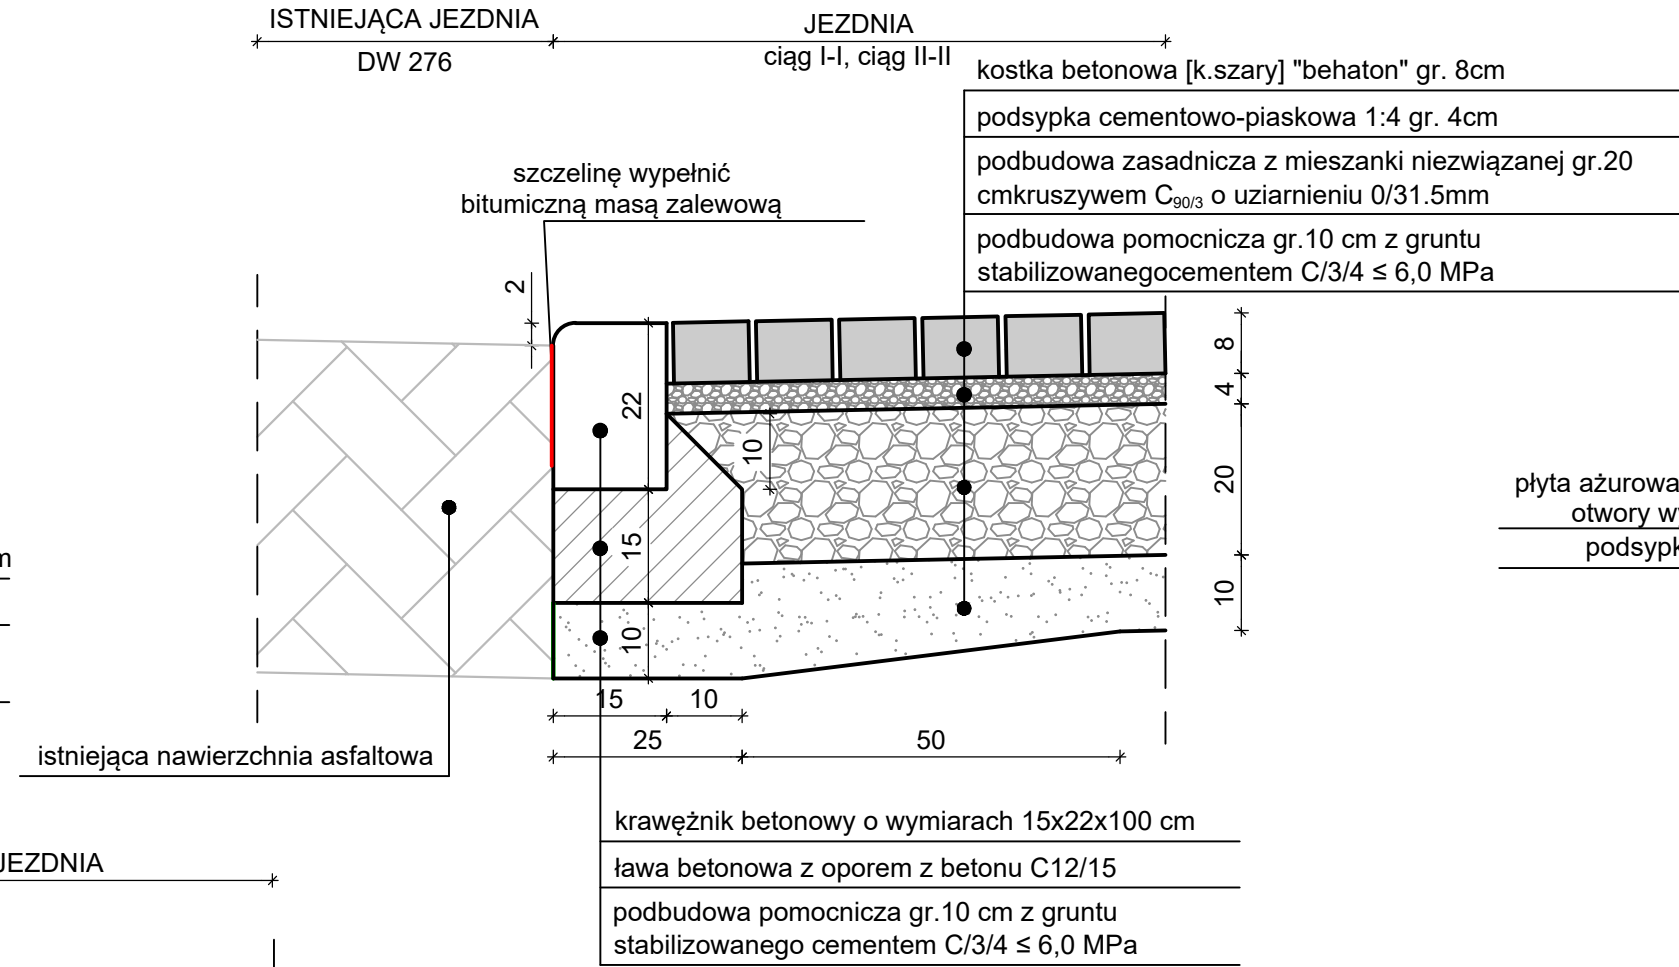 ISTNIEJĄCA JEZDNIA
DW 276
JEZDNIA
ciąg I-I, ciąg II-II
kostka betonowa [k.szary] "behaton" gr. 8cm
podsypka cementowo-piaskowa 1:4 gr. 4cm
podbudowa zasadnicza z mieszanki niezwiązanej gr.20
cmkruszywem C90/3 o uziarnieniu 0/31.5mm
podbudowa pomocnicza gr.10 cm z gruntu
stabilizowanegocementem C/3/4 ≤ 6,0 MPa
szczelinę wypełnić
bitumiczną masą zalewową
2
22
15
10
10
8
4
20
10
15
10
25
50
istniejąca nawierzchnia asfaltowa
krawężnik betonowy o wymiarach 15x22x100 cm
ława betonowa z oporem z betonu C12/15
podbudowa pomocnicza gr.10 cm z gruntu
stabilizowanego cementem C/3/4 ≤ 6,0 MPa
płyta ażurowa
otwory w
podsypk
m
JEZDNIA